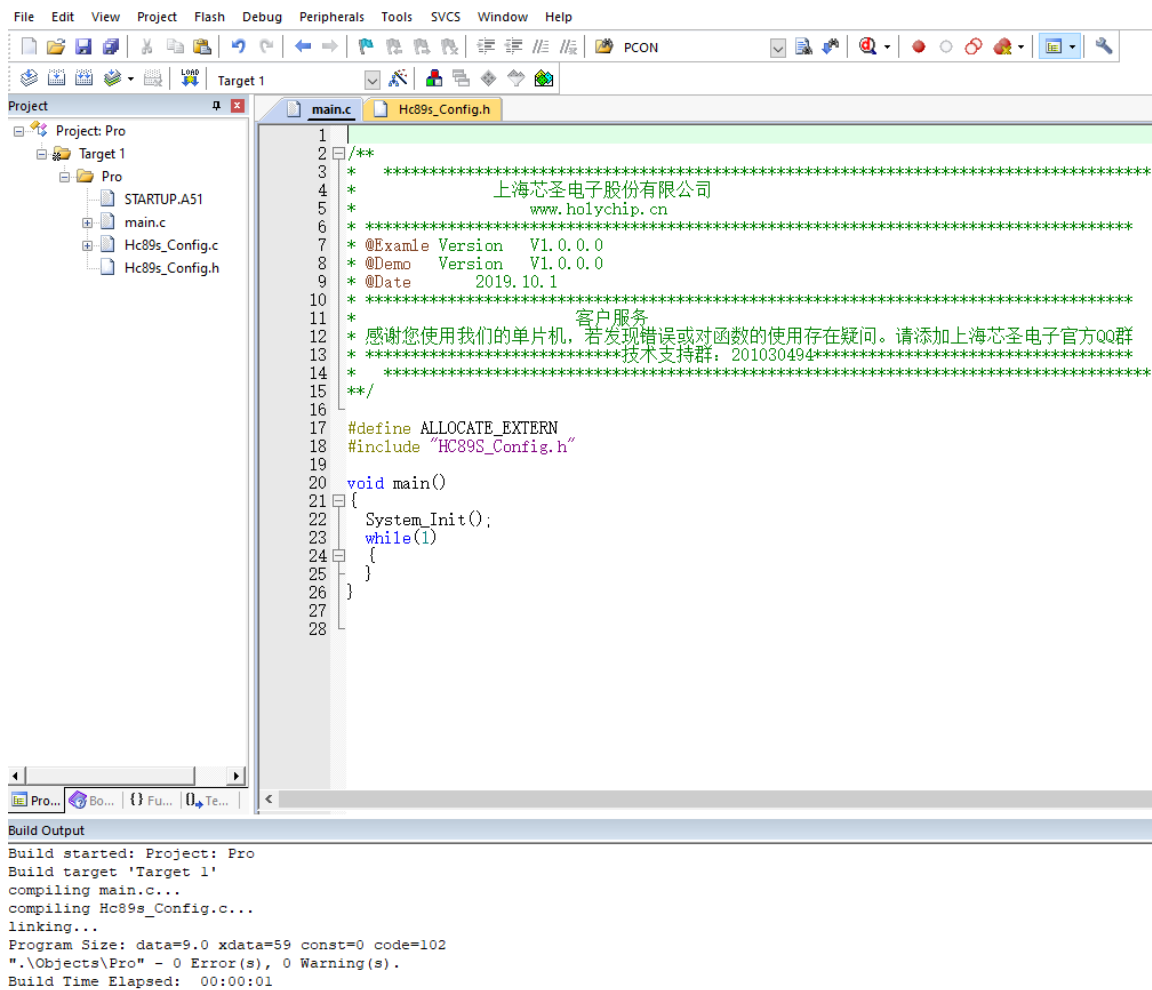 File Edit View Project Flash Debug Peripherals Tools SVCS Window Help
PCON
LOAD Target 1
Project
main.c Hc89s_Config.h
Project: Pro
Target 1
Pro
STARTUP.A51
main.c
Hc89s_Config.c
Hc89s_Config.h
1
2 /**
3 * ***********************************************************************************
4 * 上海芯圣电子股份有限公司
5 * www.holychip.cn
6 * ***********************************************************************************
7 * @Examle Version V1.0.0.0
8 * @Demo Version V1.0.0.0
9 * @Date 2019.10.1
10 * ***********************************************************************************
11 * 客户服务
12 * 感谢您使用我们的单片机，若发现错误或对函数的使用存在疑问。请添加上海芯圣电子官方QQ群
13 * ****************************技术支持群：201030494***********************************
14 * ***********************************************************************************
15 **/
16
17 #define ALLOCATE_EXTERN
18 #include "HC89S_Config.h"
19
20 void main()
21 {
22 System_Init();
23 while(1)
24 {
25 }
26 }
27
28
Pro... Bo... {} Fu... 0 Te...
Build Output
Build started: Project: Pro
Build target 'Target 1'
compiling main.c...
compiling Hc89s_Config.c...
linking...
Program Size: data=9.0 xdata=59 const=0 code=102
".\Objects\Pro" - 0 Error(s), 0 Warning(s).
Build Time Elapsed: 00:00:01